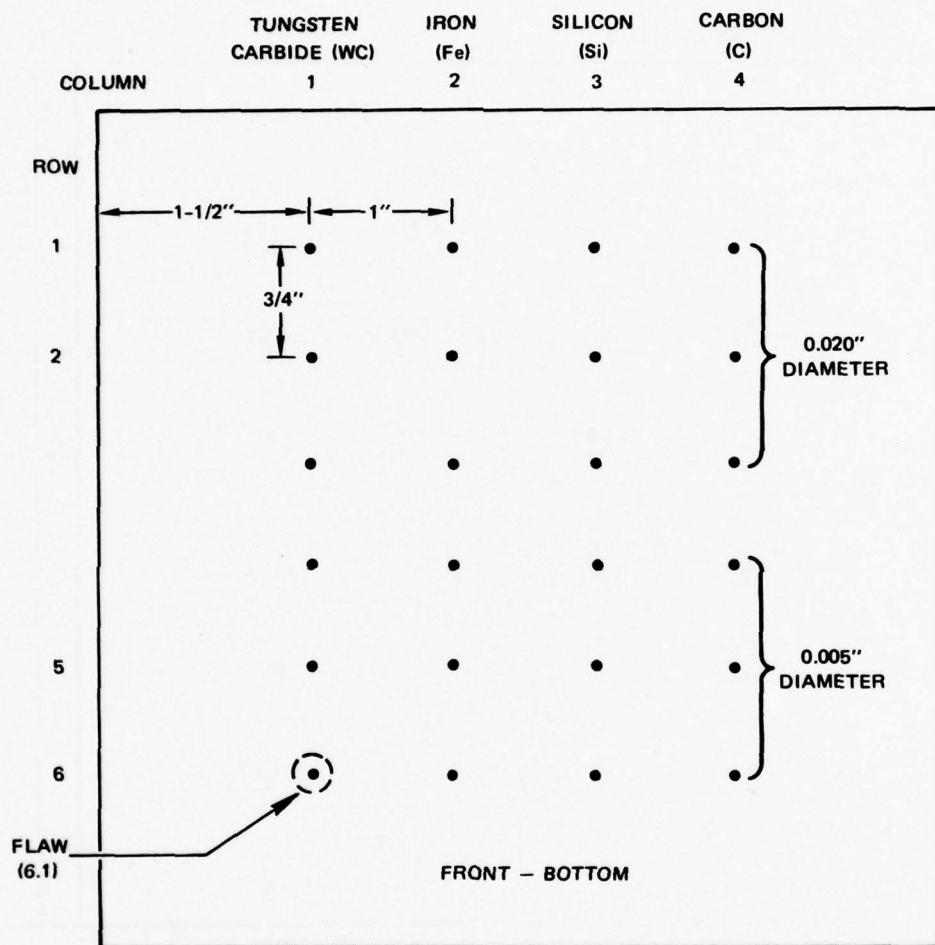 TUNGSTEN IRON SILICON CARBON
CARBIDE (WC) (Fe) (Si) (C)
COLUMN 1 2 3 4
ROW
1-1/2" 1"
1
3/4"
2
0.020"
DIAMETER
5
0.005"
DIAMETER
6
FLAW
(6.1)
FRONT – BOTTOM